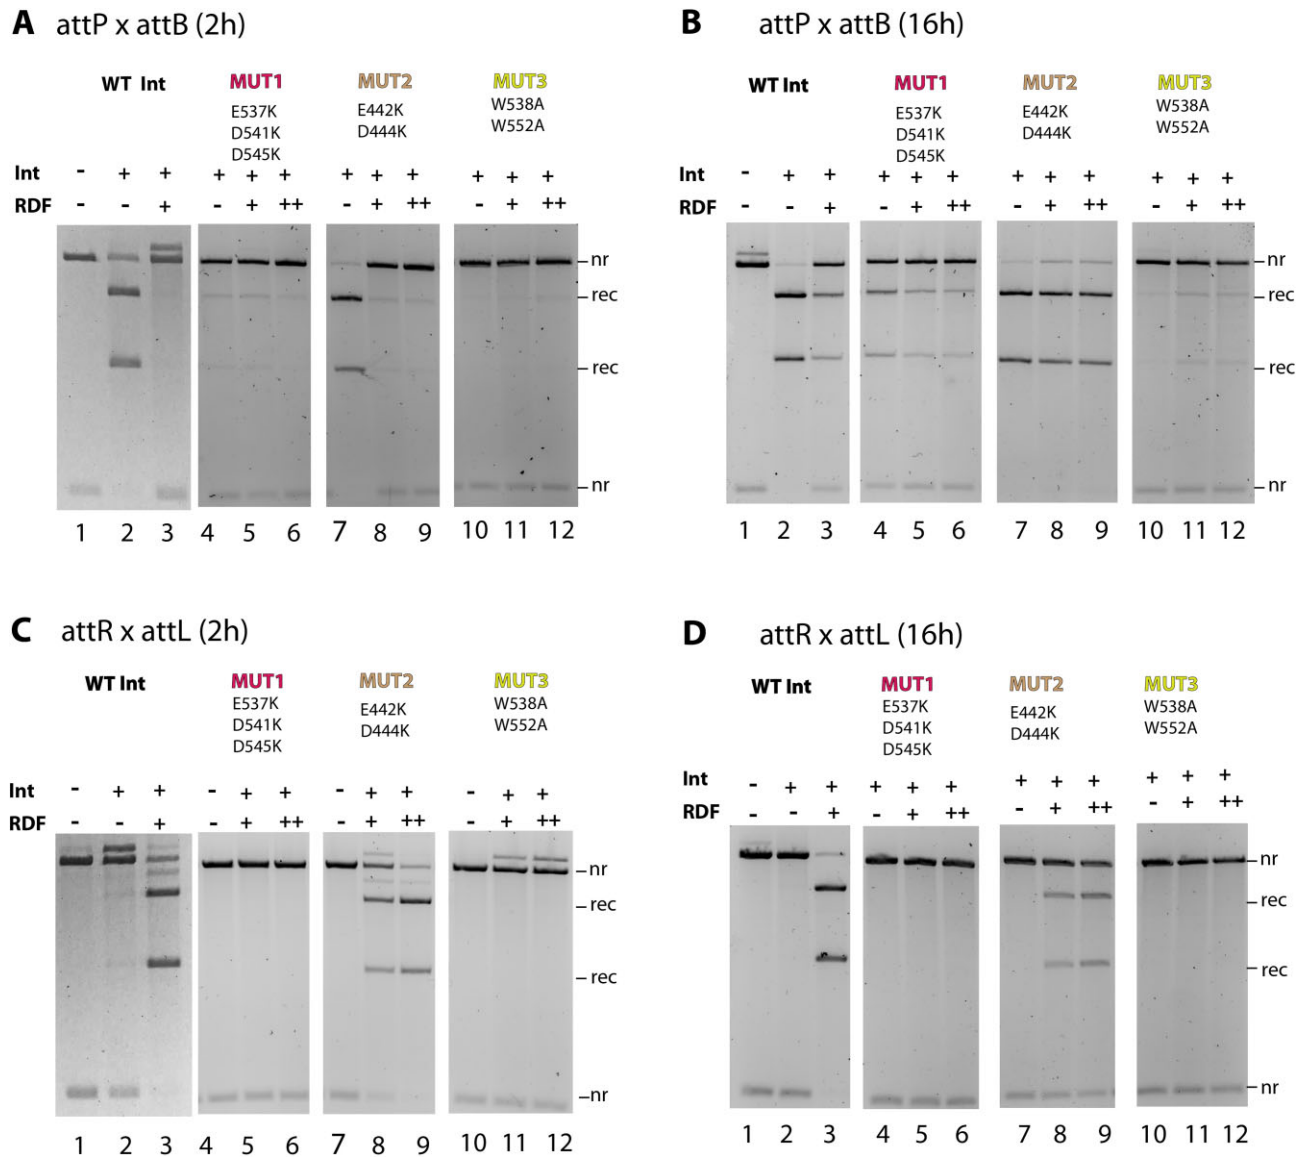 A attP x attB (2h)
WT Int MUT1 MUT2 MUT3
E537K E442K W538A
D541K D444K W552A
D545K
Int - + + + + + + + + + + +
RDF - - + - + ++ - + ++ - + ++
nr
rec
rec
nr
1 2 3 4 5 6 7 8 9 10 11 12
B attP x attB (16h)
WT Int MUT1 MUT2 MUT3
E537K E442K W538A
D541K D444K W552A
D545K
Int - + + + + + + + + + + +
RDF - - + - + ++ - + ++ - + ++
nr
rec
rec
nr
1 2 3 4 5 6 7 8 9 10 11 12
C attR x attL (2h)
WT Int MUT1 MUT2 MUT3
E537K E442K W538A
D541K D444K W552A
D545K
Int - + + - + + - + + - + +
RDF - - + - + ++ - + ++ - + ++
nr
rec
rec
nr
1 2 3 4 5 6 7 8 9 10 11 12
D attR x attL (16h)
WT Int MUT1 MUT2 MUT3
E537K E442K W538A
D541K D444K W552A
D545K
Int - + + + + + + + + + + +
RDF - - + - + ++ - + ++ - + ++
nr
rec
rec
nr
1 2 3 4 5 6 7 8 9 10 11 12